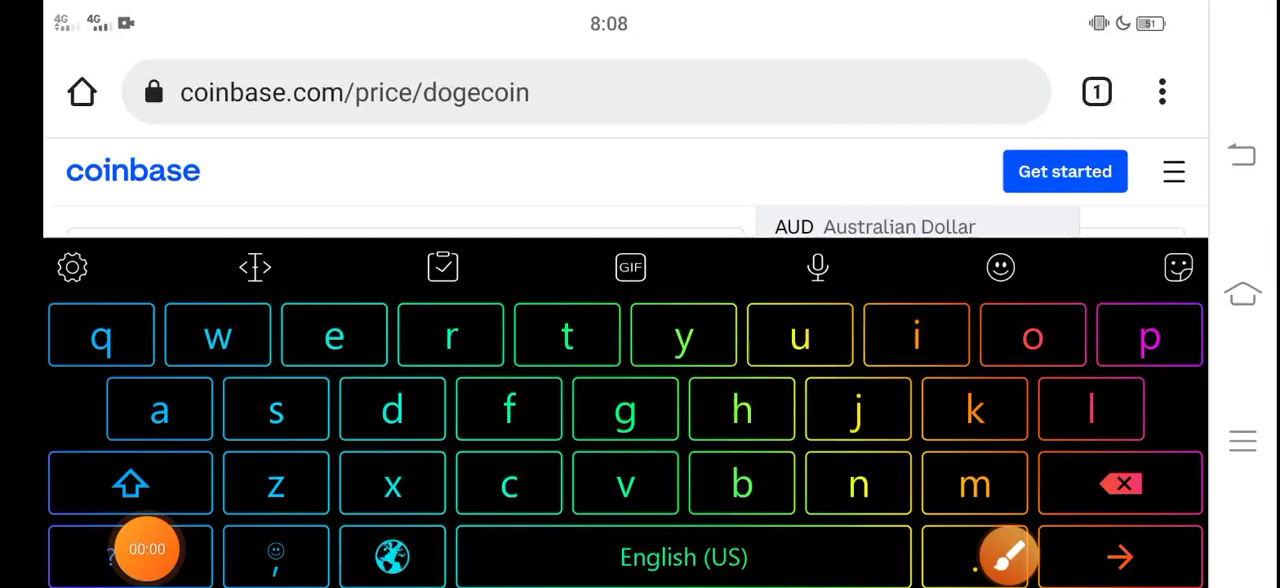 4G 4G 8:08 51
coinbase.com/price/dogecoin 1
coinbase Get started
AUD Australian Dollar
GIF
q w e r t y u i o p
a s d f g h j k l
z x c v b n m
? 00:00 , English (US) .